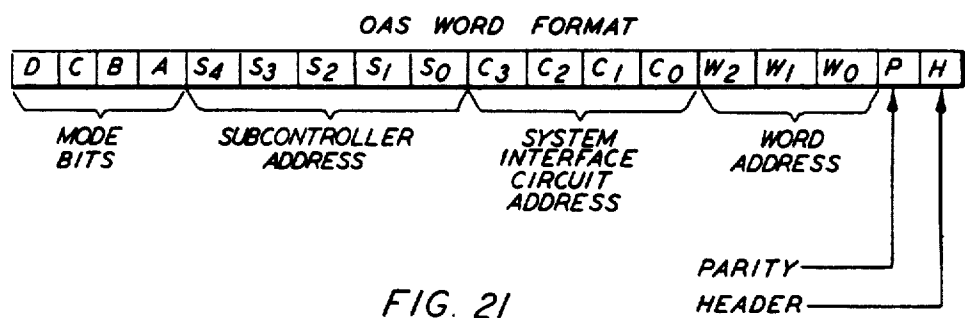 OAS WORD FORMAT
D C B A S4 S3 S2 S1 S0 C3 C2 C1 C0 W2 W1 W0 P H
MODE
BITS
SUBCONTROLLER
ADDRESS
SYSTEM
INTERFACE
CIRCUIT
ADDRESS
WORD
ADDRESS
PARITY
HEADER
FIG. 21